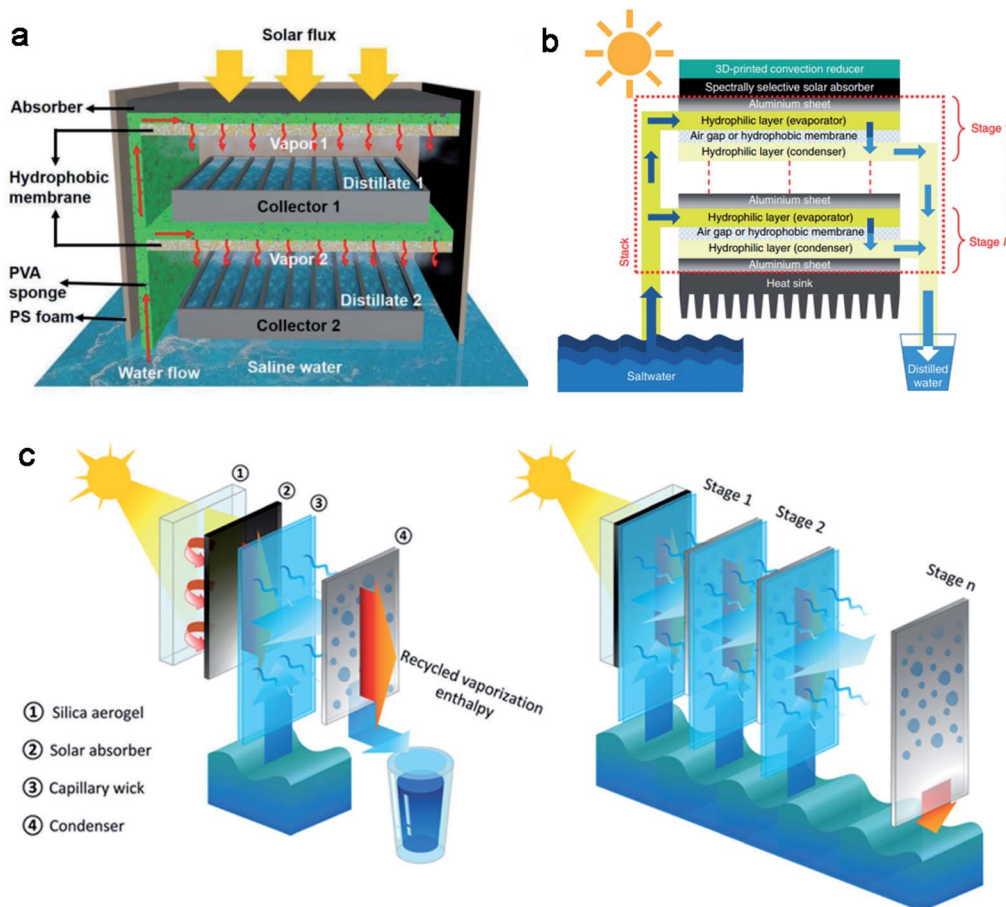 a
Solar flux
Absorber
Vapor 1
Hydrophobic
membrane
Distillate 1
Collector 1
Vapor 2
PVA
sponge
Distillate 2
PS foam
Collector 2
Water flow
Saline water
b
3D-printed convection reducer
Spectrally selective solar absorber
Aluminium sheet
Hydrophilic layer (evaporator)
Air gap or hydrophobic membrane
Hydrophilic layer (condenser)
Stage
Aluminium sheet
Hydrophilic layer (evaporator)
Air gap or hydrophobic membrane
Hydrophilic layer (condenser)
Stage
Aluminium sheet
Heat sink
Stack
Saltwater
Distilled
water
c
①
②
③
④
Recycled vaporization
enthalpy
① Silica aerogel
② Solar absorber
③ Capillary wick
④ Condenser
Stage 1
Stage 2
Stage n